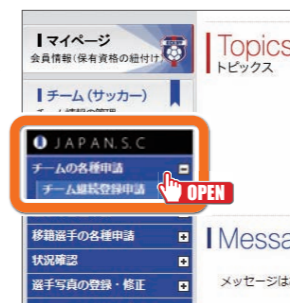 マイページ
会員情報(保有資格の紐付け
チーム (サッカー)
JAPAN.S.C
チームの各種申請
チーム継続登録申請
OPEN
移籍選手の各種申請
状況確認
選手写真の登録・修正
Topics
トピックス
Messa
メッセージは